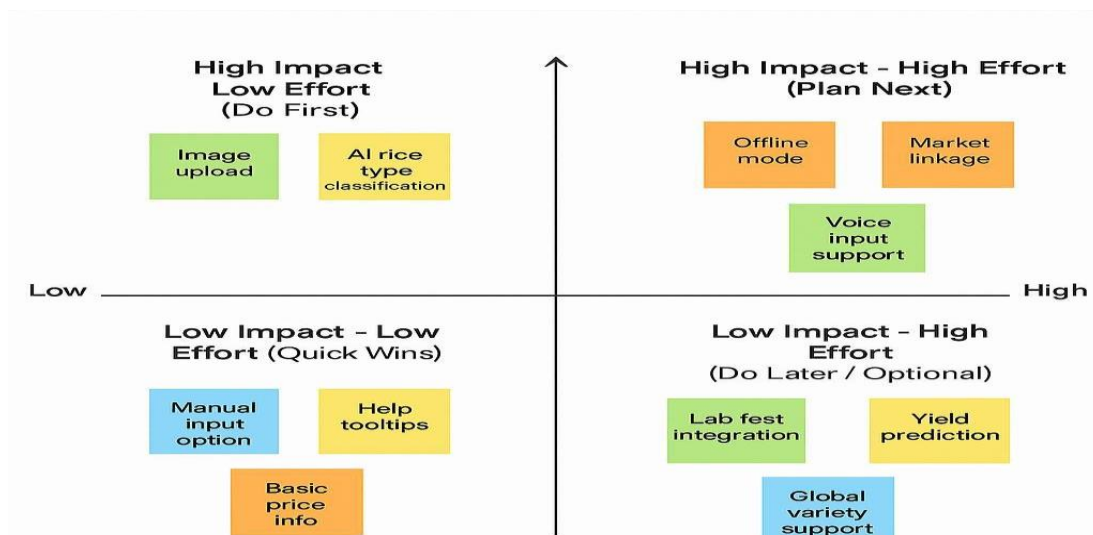 High Impact
Low Effort
(Do First)
Image
upload
AI rice
type
classification
High Impact – High Effort
(Plan Next)
Offline
mode
Market
linkage
Voice
input
support
Low
High
Low Impact – Low
Effort (Quick Wins)
Manual
input
option
Help
tooltips
Basic
price
info
Low Impact – High
Effort
(Do Later / Optional)
Lab fest
integration
Yield
prediction
Global
variety
support